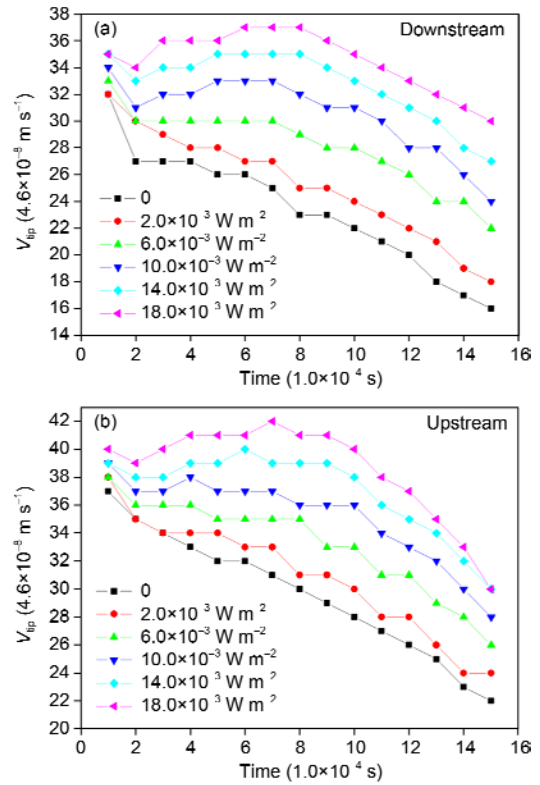 (a) Downstream
38
36
34
32
30
28
26
24
22
20
18
16
14
V_tip (4.6×10⁻⁸ m s⁻¹)
0
2.0×10 ³ W m ²
6.0×10⁻³ W m⁻²
10.0×10⁻³ W m⁻²
14.0×10 ³ W m ²
18.0×10 ³ W m ²
0 2 4 6 8 10 12 14 16
Time (1.0×10 ⁴ s)
(b) Upstream
42
40
38
36
34
32
30
28
26
24
22
20
V_tip (4.6×10⁻⁸ m s⁻¹)
0
2.0×10 ³ W m ²
6.0×10⁻³ W m⁻²
10.0×10⁻³ W m⁻²
14.0×10 ³ W m ²
18.0×10 ³ W m ²
0 2 4 6 8 10 12 14 16
Time (1.0×10 ⁴ s)